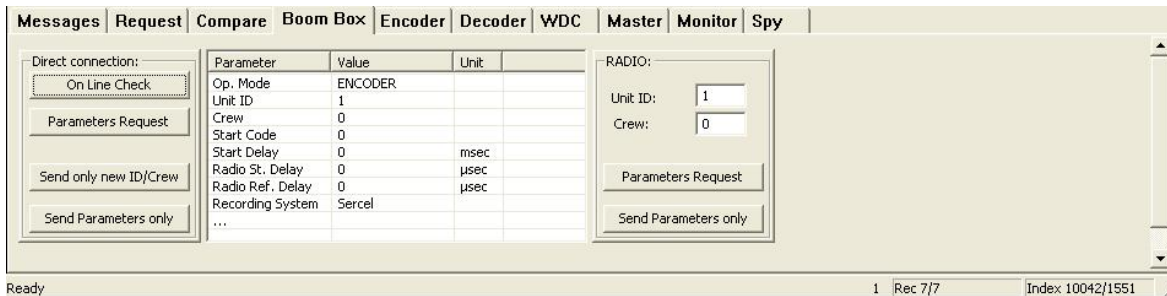 Messages Request Compare Boom Box Encoder Decoder WDC Master Monitor Spy
Direct connection:
On Line Check
Parameters Request
Send only new ID/Crew
Send Parameters only
Parameter Value Unit
Op. Mode ENCODER
Unit ID 1
Crew 0
Start Code 0
Start Delay 0 msec
Radio St. Delay 0 µsec
Radio Ref. Delay 0 µsec
Recording System Sercel
...
RADIO:
Unit ID: 1
Crew: 0
Parameters Request
Send Parameters only
Ready 1 Rec 7/7 Index 10042/1551